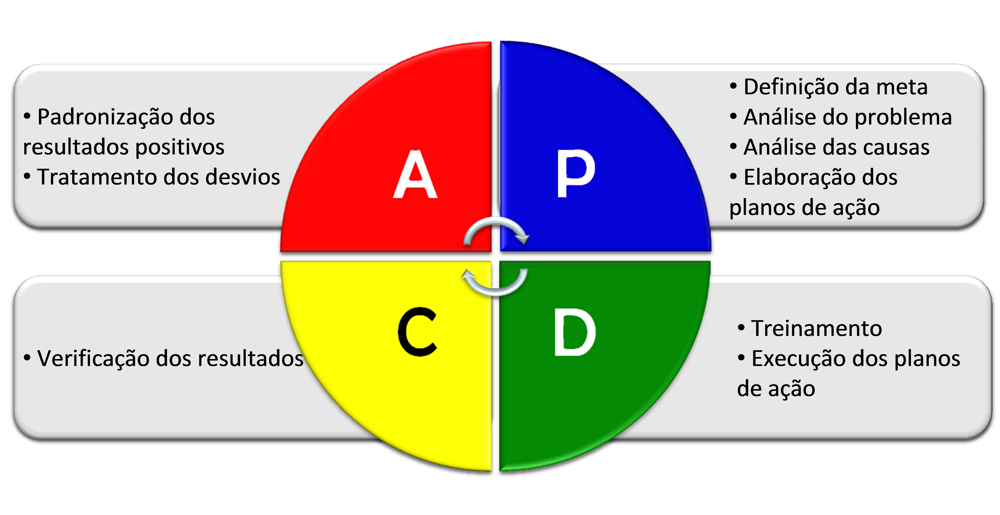 • Padronização dos
resultados positivos
• Tratamento dos desvios
A
P
• Definição da meta
• Análise do problema
• Análise das causas
• Elaboração dos
planos de ação
• Verificação dos resultados
C
D
• Treinamento
• Execução dos planos
de ação